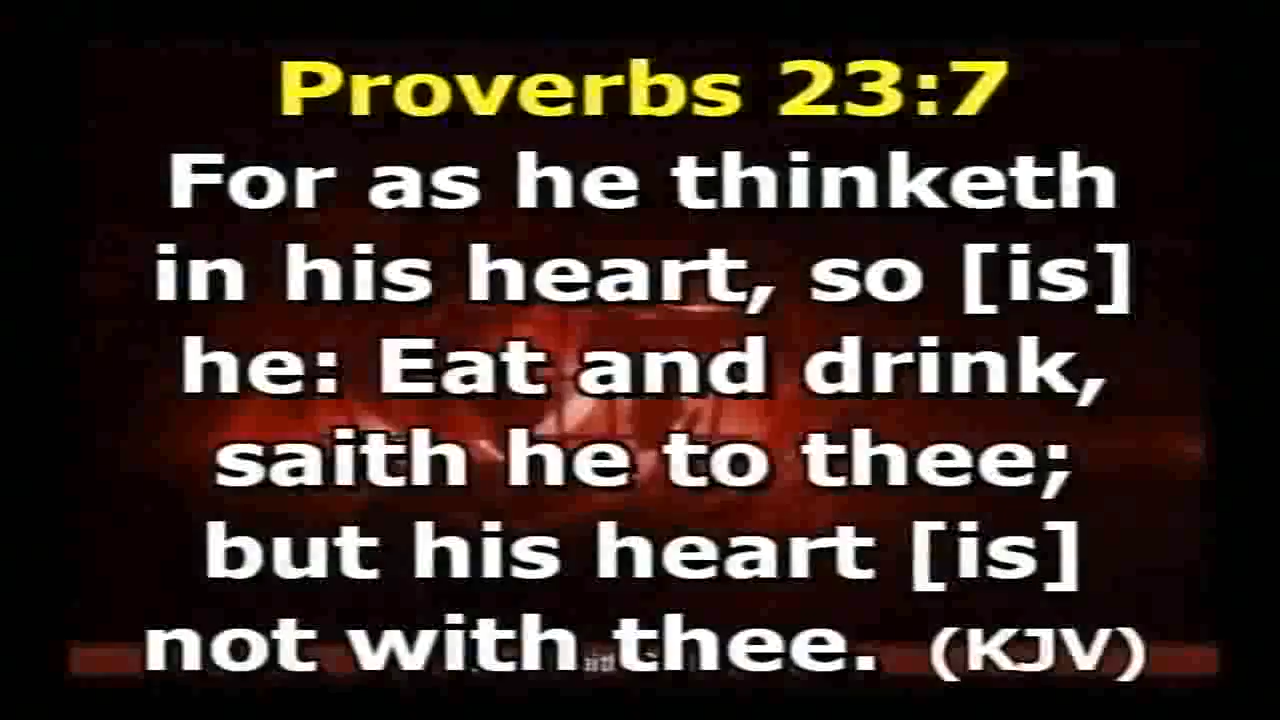 Proverbs 23:7
For as he thinketh
in his heart, so [is]
he: Eat and drink,
saith he to thee;
but his heart [is]
not with thee. (KJV)